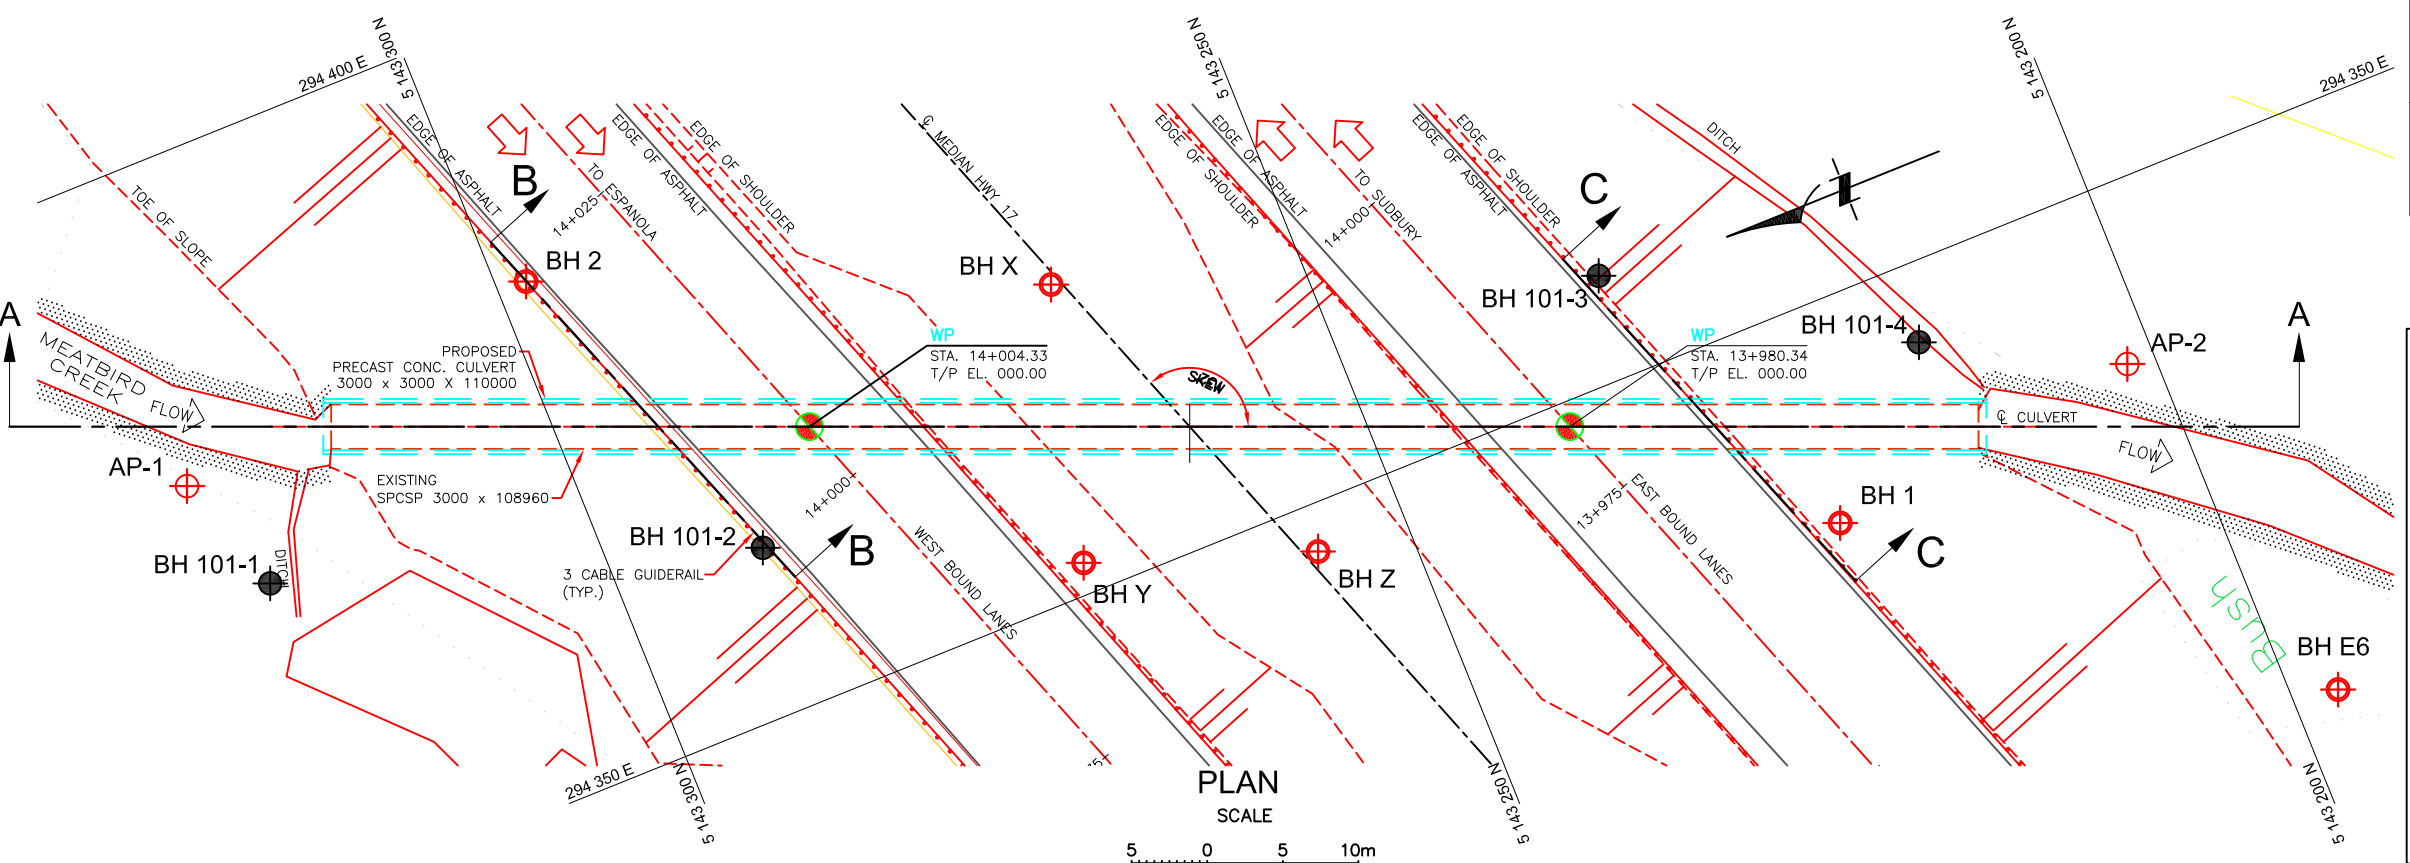 5 143 300 N
5 143 250 N
5 143 200 N
294 400 E
294 350 E
TOE OF SLOPE
EDGE OF ASPHALT
B
14+025
TO ESPANOLA
EDGE OF ASPHALT
EDGE OF SHOULDER
℄ MEDIAN HWY 17
EDGE OF SHOULDER
EDGE OF ASPHALT
14+000
TO SUDBURY
EDGE OF ASPHALT
EDGE OF SHOULDER
C
DITCH
BH 2
BH X
BH 101-3
BH 101-4
AP-2
A
A
MEATBIRD
CREEK
FLOW
PROPOSED
PRECAST CONC. CULVERT
3000 x 3000 X 110000
WP
STA. 14+004.33
T/P EL. 000.00
SKEW
WP
STA. 13+980.34
T/P EL. 000.00
℄ CULVERT
FLOW
AP-1
EXISTING
SPCSP 3000 x 108960
14+000
13+975
EAST BOUND LANES
BH 1
BH 101-1
DITCH
BH 101-2
3 CABLE GUIDERAIL
(TYP.)
B
WEST BOUND LANES
BH Y
BH Z
C
Bush
BH E6
294 350 E
5 143 300 N
5 143 250 N
5 143 200 N
PLAN
SCALE
5 0 5 10m